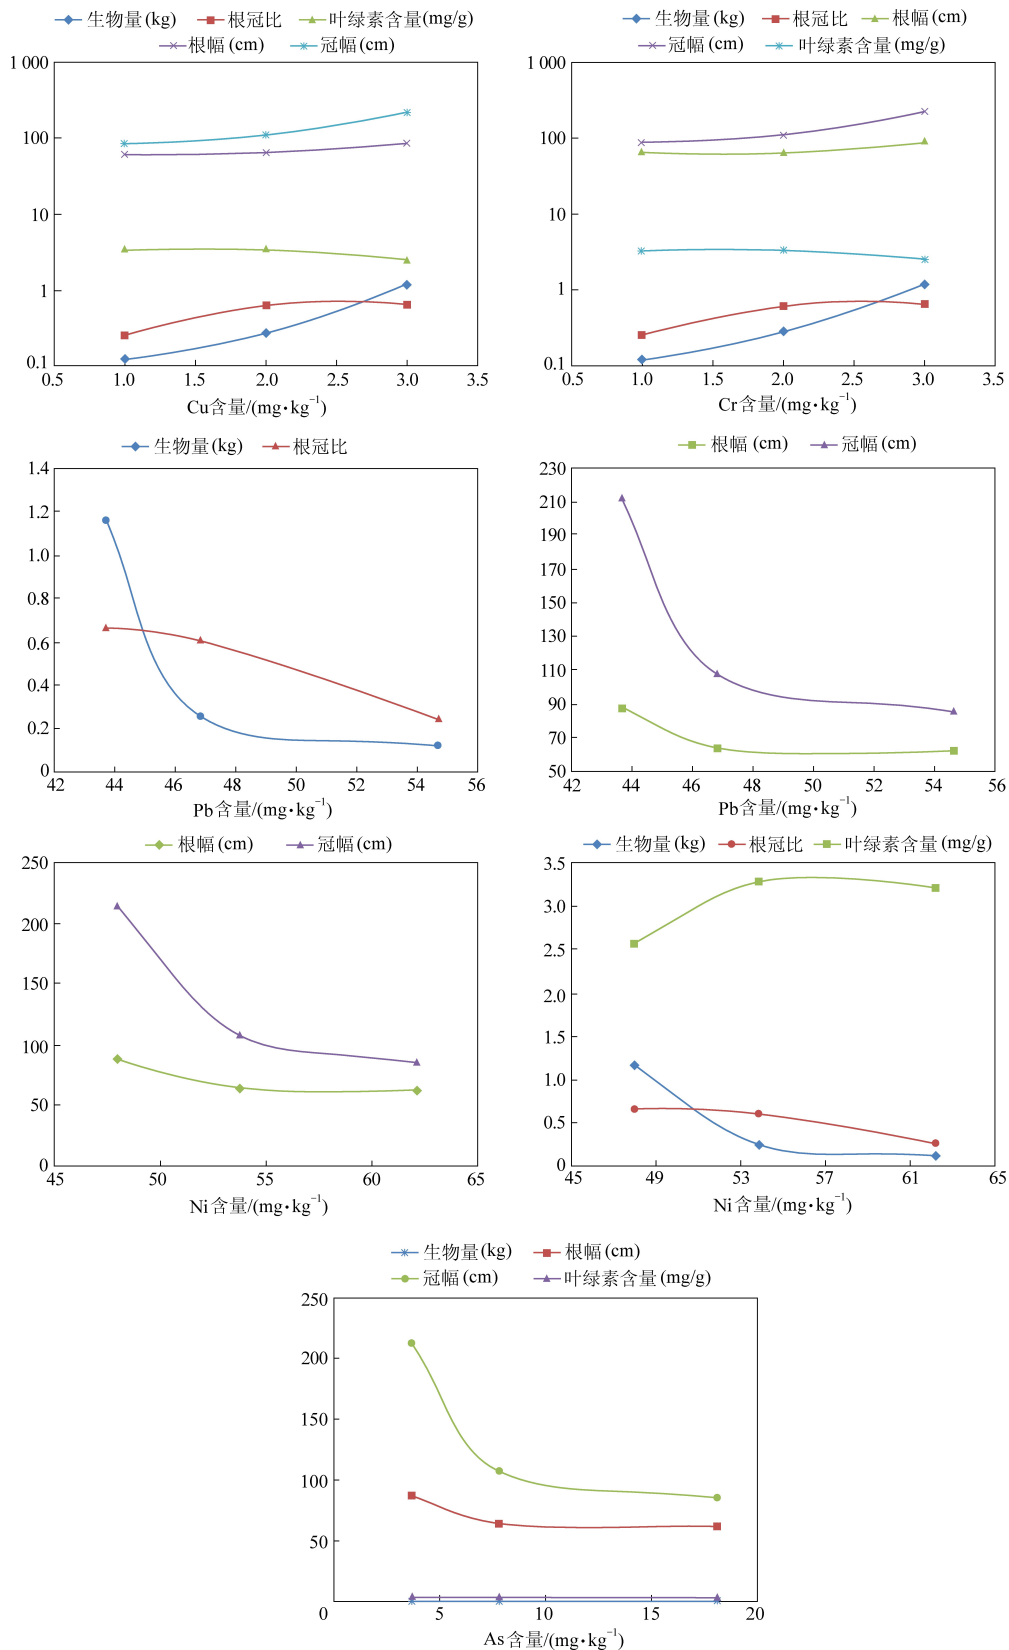 生物量(kg) 根冠比 叶绿素含量(mg/g)
根幅(cm) 冠幅(cm)
1 000
100
10
1
0.1
0.5 1.0 1.5 2.0 2.5 3.0 3.5
Cu含量/(mg•kg⁻¹)
生物量(kg) 根冠比 根幅(cm)
冠幅(cm) 叶绿素含量(mg/g)
1 000
100
10
1
0.1
0.5 1.0 1.5 2.0 2.5 3.0 3.5
Cr含量/(mg•kg⁻¹)
生物量(kg) 根冠比
1.4
1.2
1.0
0.8
0.6
0.4
0.2
0
42 44 46 48 50 52 54 56
Pb含量/(mg•kg⁻¹)
根幅(cm) 冠幅(cm)
230
210
190
170
150
130
110
90
70
50
42 44 46 48 50 52 54 56
Pb含量/(mg•kg⁻¹)
根幅(cm) 冠幅(cm)
250
200
150
100
50
0
45 50 55 60 65
Ni含量/(mg•kg⁻¹)
生物量(kg) 根冠比 叶绿素含量(mg/g)
3.5
3.0
2.5
2.0
1.5
1.0
0.5
0
45 49 53 57 61 65
Ni含量/(mg•kg⁻¹)
生物量(kg) 根幅(cm)
冠幅(cm) 叶绿素含量(mg/g)
250
200
150
100
50
0 5 10 15 20
As含量/(mg•kg⁻¹)